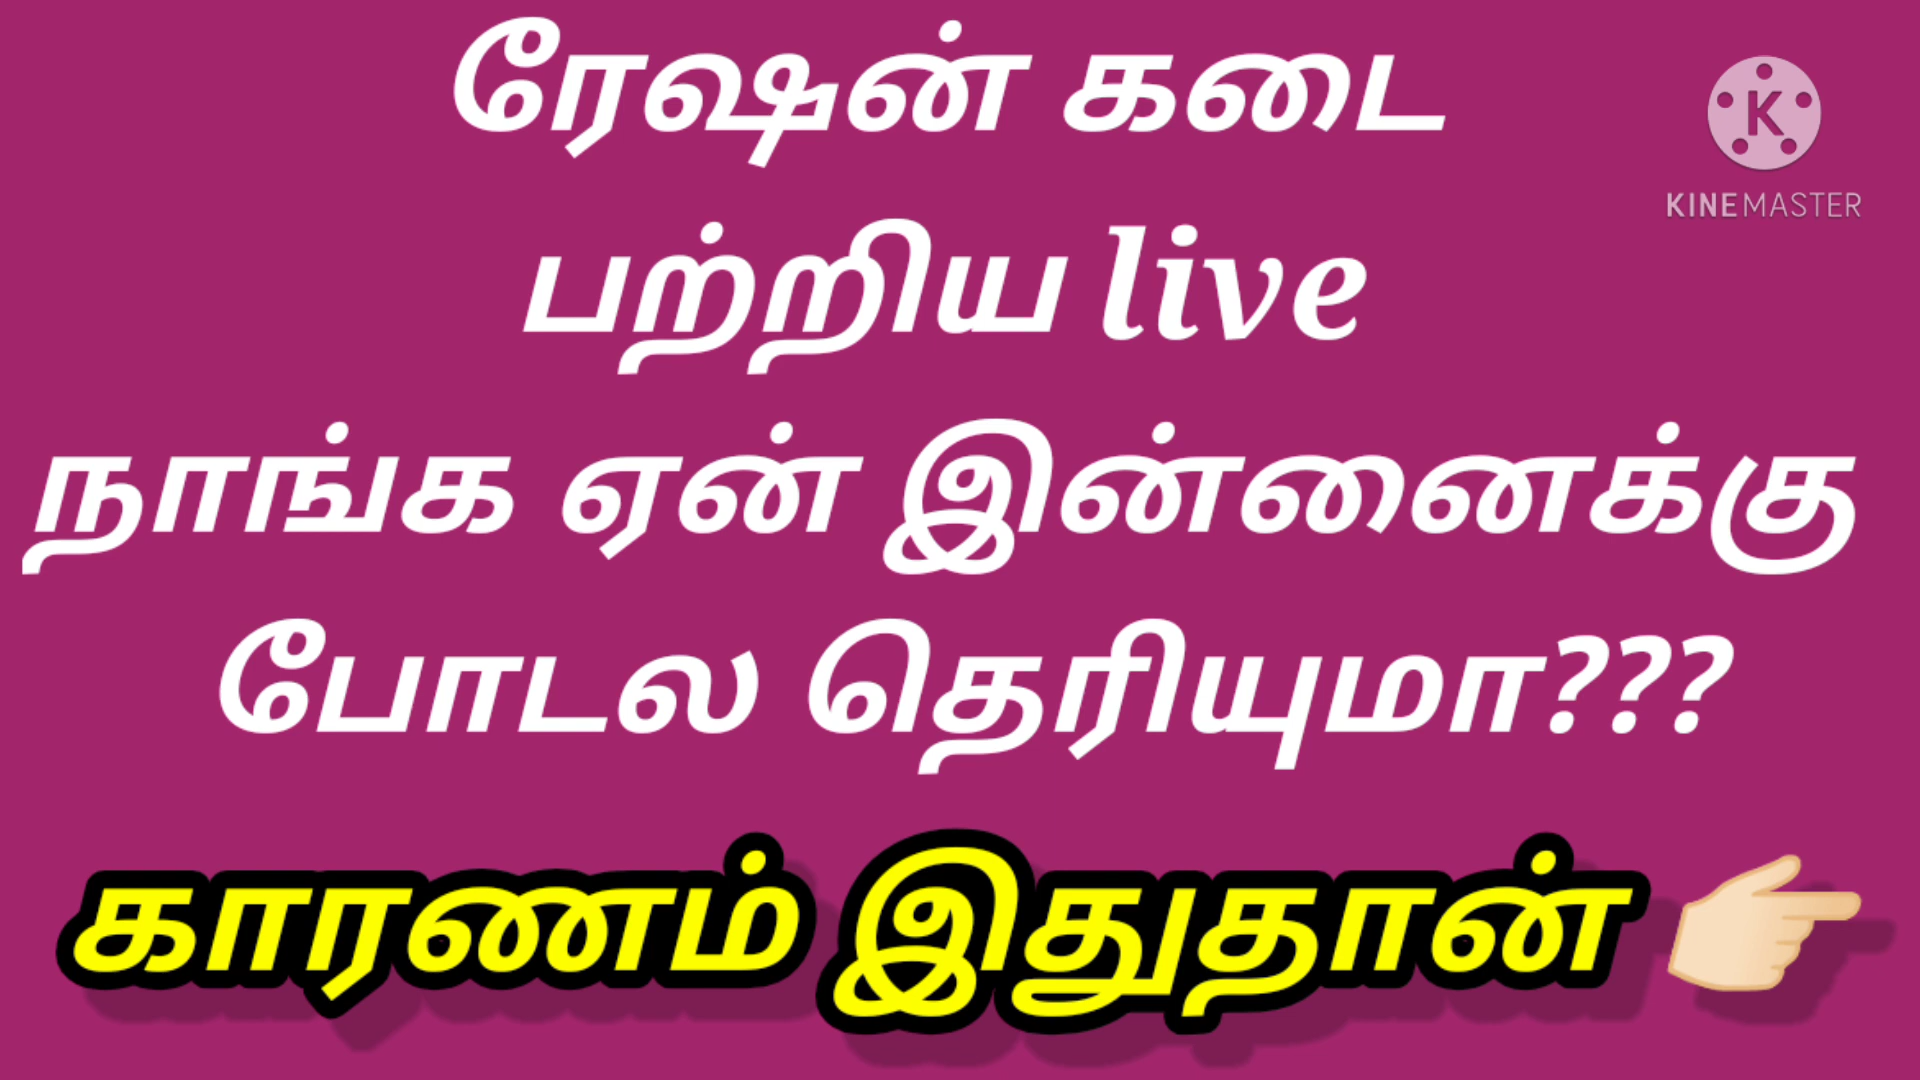 ரேஷன் கடை
பற்றிய live
நாங்க ஏன் இன்னைக்கு
போடல தெரியுமா???
காரணம் இதுதான்
K
KINEMASTER